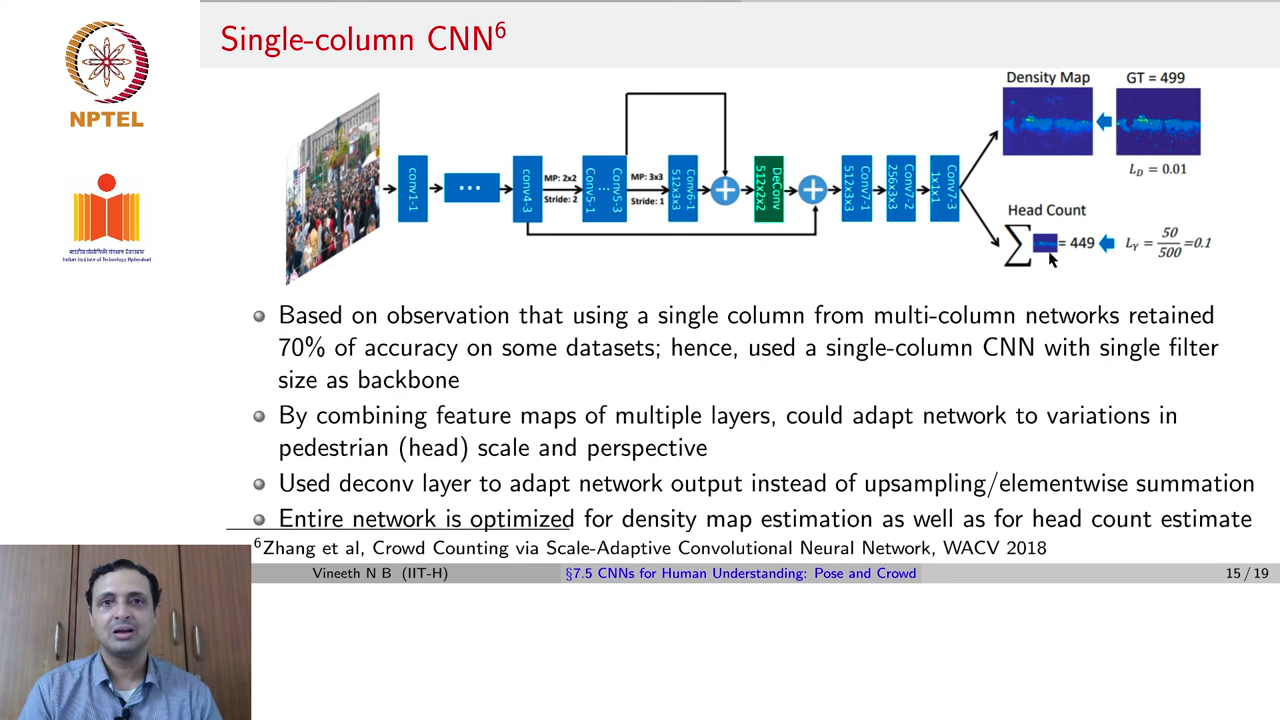 Single-column CNN⁶
NPTEL
भारतीय प्रौद्योगिकी संस्थान हैदराबाद
Indian Institute of Technology Hyderabad
conv1-1
...
conv4-3
MP: 2x2
Stride: 2
Conv5-1
...
Conv5-3
MP: 3x3
Stride: 1
Conv6-1
512x3x3
+
DeConv
512x2x2
+
Conv7-1
512x3x3
Conv7-2
256x3x3
Conv7-3
1x1x1
Density Map
GT = 499
L_D = 0.01
Head Count
∑ = 449
L_Y = 50/500 =0.1
Based on observation that using a single column from multi-column networks retained
70% of accuracy on some datasets; hence, used a single-column CNN with single filter
size as backbone
By combining feature maps of multiple layers, could adapt network to variations in
pedestrian (head) scale and perspective
Used deconv layer to adapt network output instead of upsampling/elementwise summation
Entire network is optimized for density map estimation as well as for head count estimate
⁶Zhang et al, Crowd Counting via Scale-Adaptive Convolutional Neural Network, WACV 2018
Vineeth N B (IIT-H)
§7.5 CNNs for Human Understanding: Pose and Crowd
15 / 19